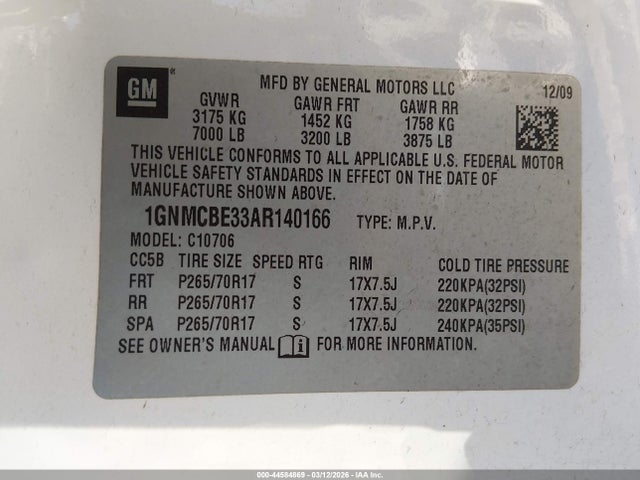 GM ®
MFD BY GENERAL MOTORS LLC 12/09
GVWR GAWR FRT GAWR RR
3175 KG 1452 KG 1758 KG
7000 LB 3200 LB 3875 LB
THIS VEHICLE CONFORMS TO ALL APPLICABLE U.S. FEDERAL MOTOR
VEHICLE SAFETY STANDARDS IN EFFECT ON THE DATE OF
MANUFACTURE SHOWN ABOVE.
1GNMCBE33AR140166 TYPE: M.P.V.
MODEL: C10706
CC5B TIRE SIZE SPEED RTG RIM COLD TIRE PRESSURE
FRT P265/70R17 S 17X7.5J 220KPA(32PSI)
RR P265/70R17 S 17X7.5J 220KPA(32PSI)
SPA P265/70R17 S 17X7.5J 240KPA(35PSI)
SEE OWNER'S MANUAL i FOR MORE INFORMATION.
000-44584869 - 03/12/2026 - IAA Inc.